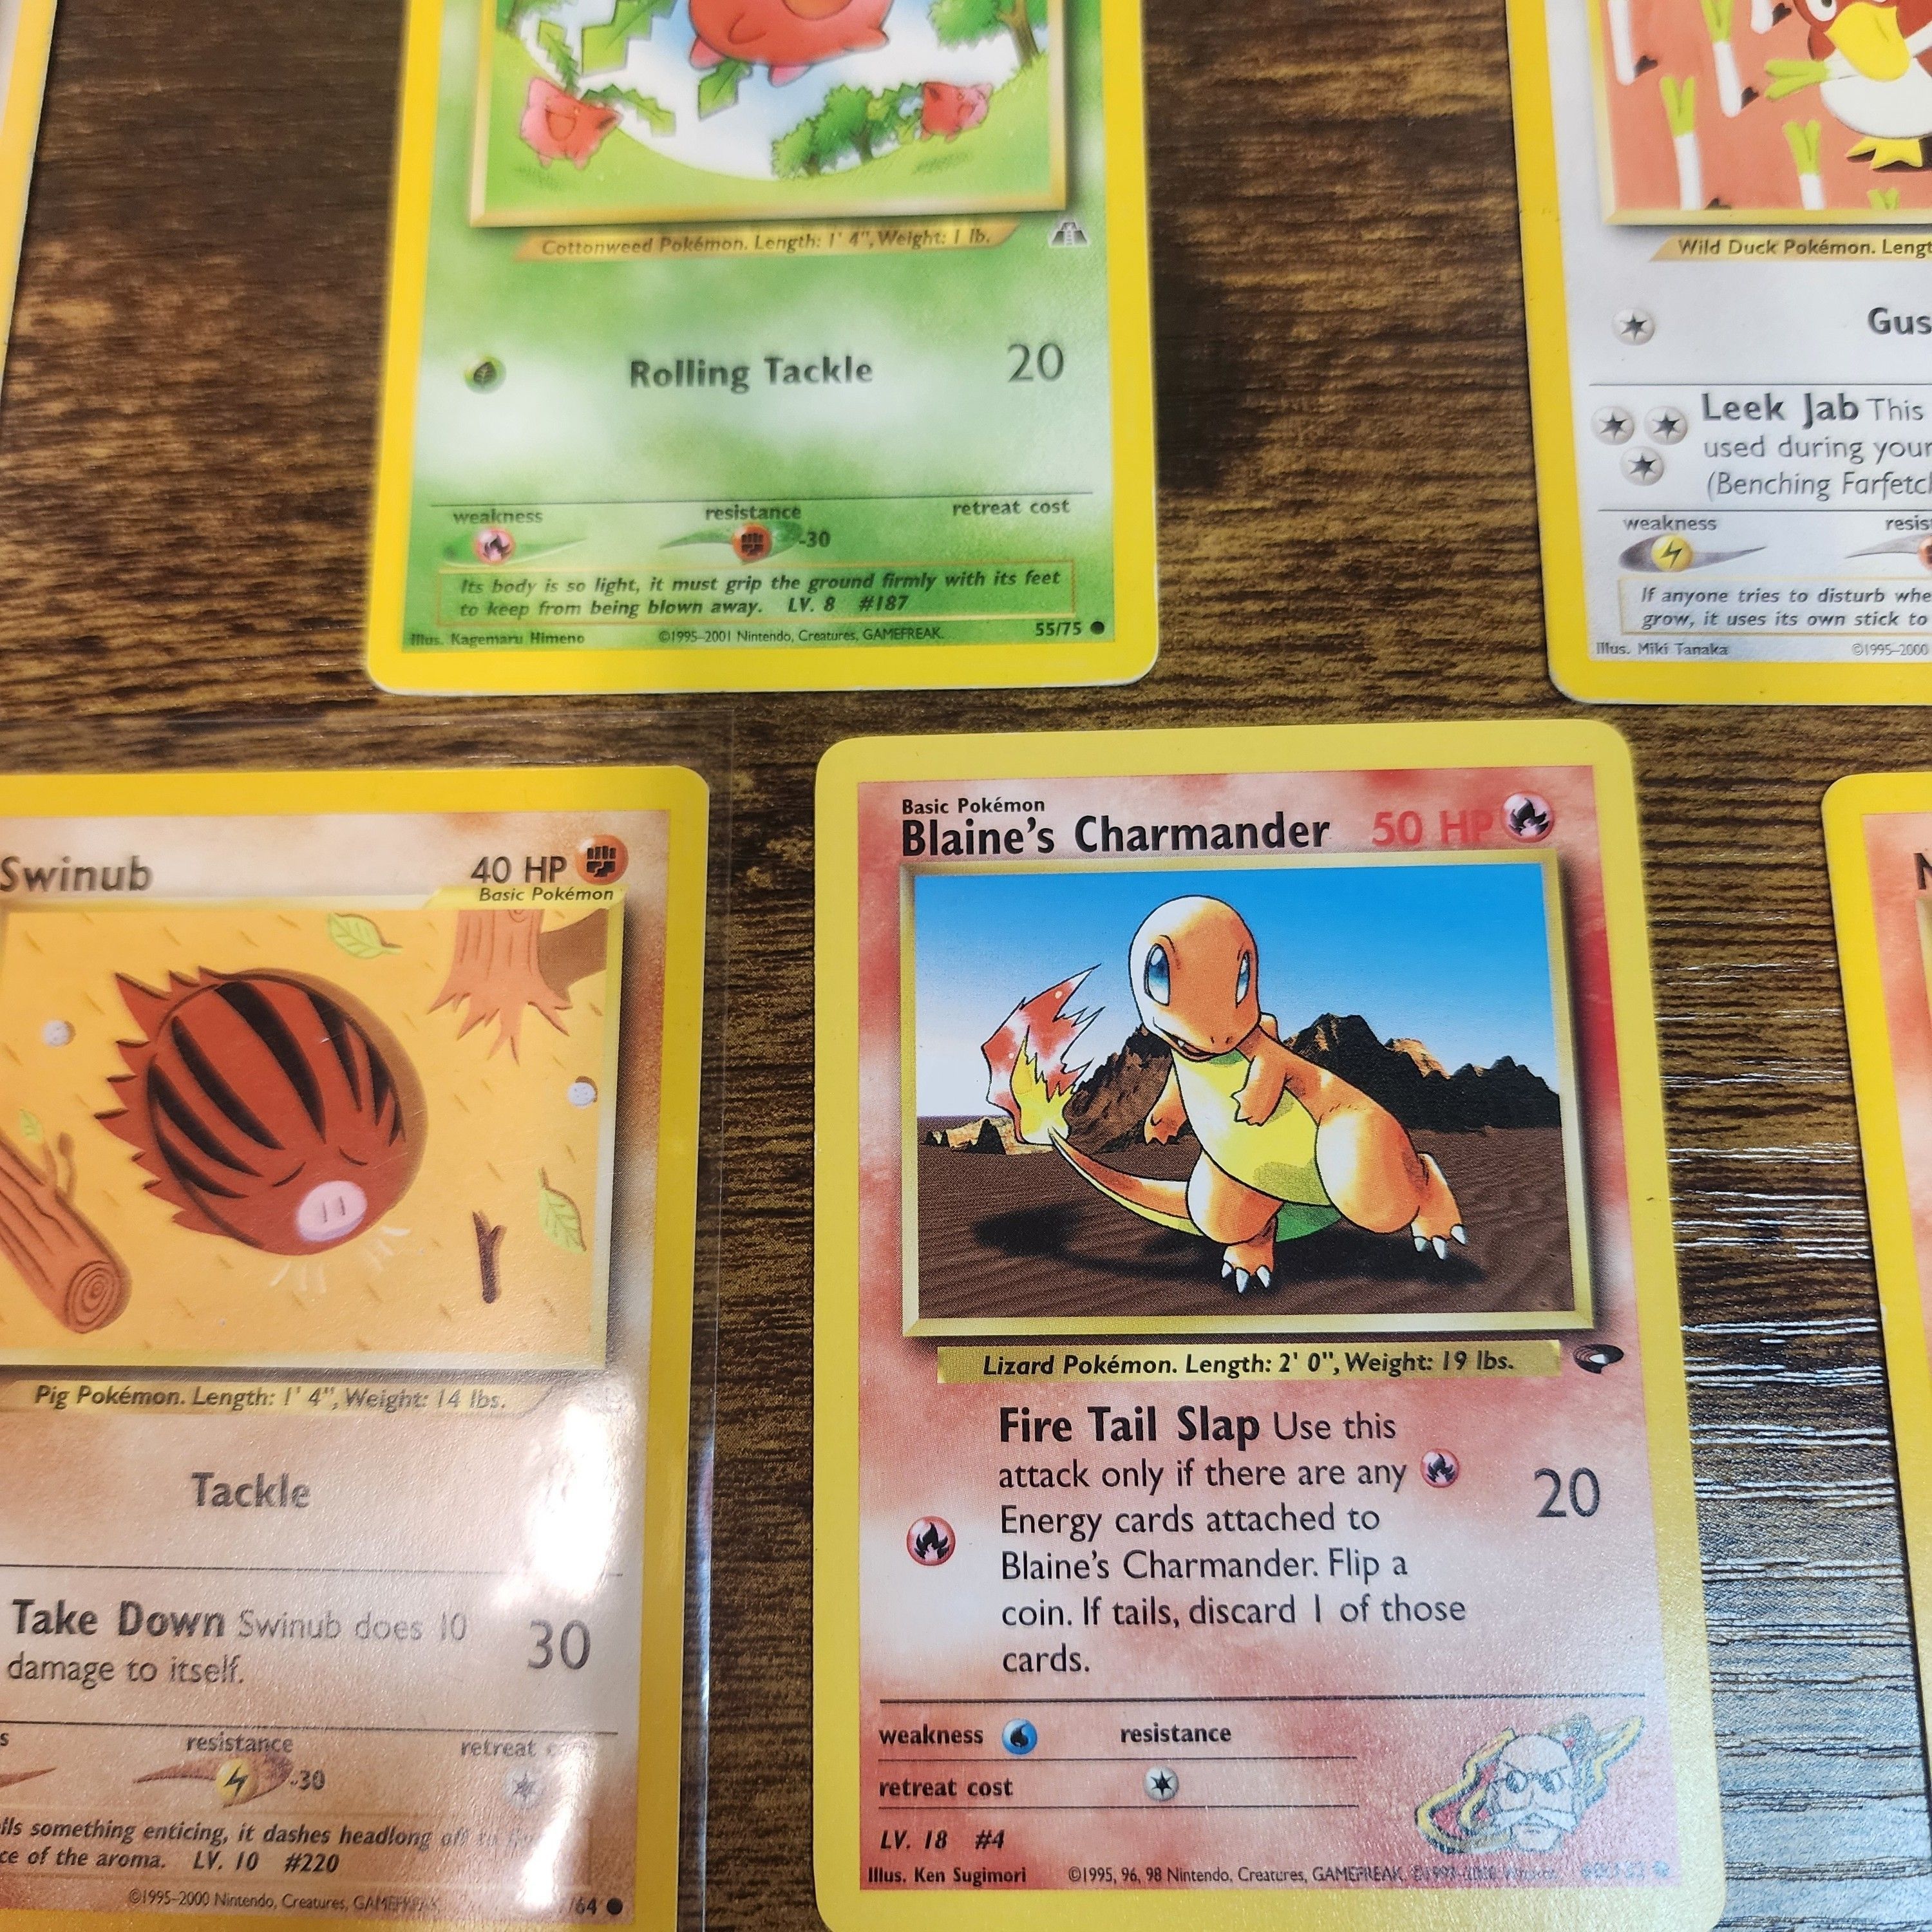 Cottonweed Pokémon. Length: 1' 4", Weight: 1 lb.
Rolling Tackle 20
weakness resistance retreat cost
-30
Its body is so light, it must grip the ground firmly with its feet
to keep from being blown away. LV. 8 #187
Illus. Kagemaru Himeno ©1995-2001 Nintendo, Creatures, GAMEFREAK. 55/75
Wild Duck Pokémon. Lengt
Gus
Leek Jab This
used during your
(Benching Farfetc
weakness resis
If anyone tries to disturb whe
grow, it uses its own stick to
Illus. Miki Tanaka ©1995-2000
Swinub 40 HP
Basic Pokémon
Pig Pokémon. Length: 1' 4", Weight: 14 lbs.
Tackle
Take Down Swinub does 10
damage to itself.
30
s resistance retreat
-30
lls something enticing, it dashes headlong off
ce of the aroma. LV. 10 #220
©1995-2000 Nintendo, Creatures, GAMEFREAK. /64
Basic Pokémon
Blaine's Charmander 50 HP
Lizard Pokémon. Length: 2' 0", Weight: 19 lbs.
Fire Tail Slap Use this
attack only if there are any
Energy cards attached to
Blaine's Charmander. Flip a
coin. If tails, discard 1 of those
cards.
20
weakness resistance
retreat cost
LV. 18 #4
Illus. Ken Sugimori ©1995, 96, 98 Nintendo, Creatures, GAMEFREAK.